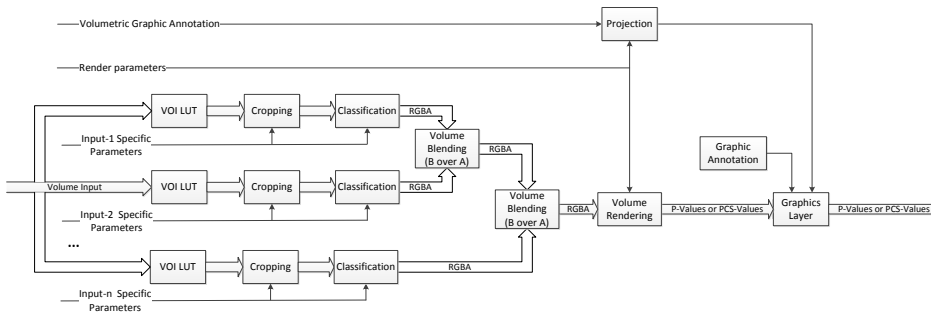 Volumetric Graphic Annotation
Projection
Render parameters
VOI LUT
Cropping
Classification
RGBA
Input-1 Specific
Parameters
Volume
Blending
(B over A)
RGBA
Graphic
Annotation
Volume Input
VOI LUT
Cropping
Classification
RGBA
Input-2 Specific
Parameters
Volume
Blending
(B over A)
RGBA
Volume
Rendering
P-Values or PCS-Values
Graphics
Layer
P-Values or PCS-Values
...
VOI LUT
Cropping
Classification
RGBA
Input-n Specific
Parameters